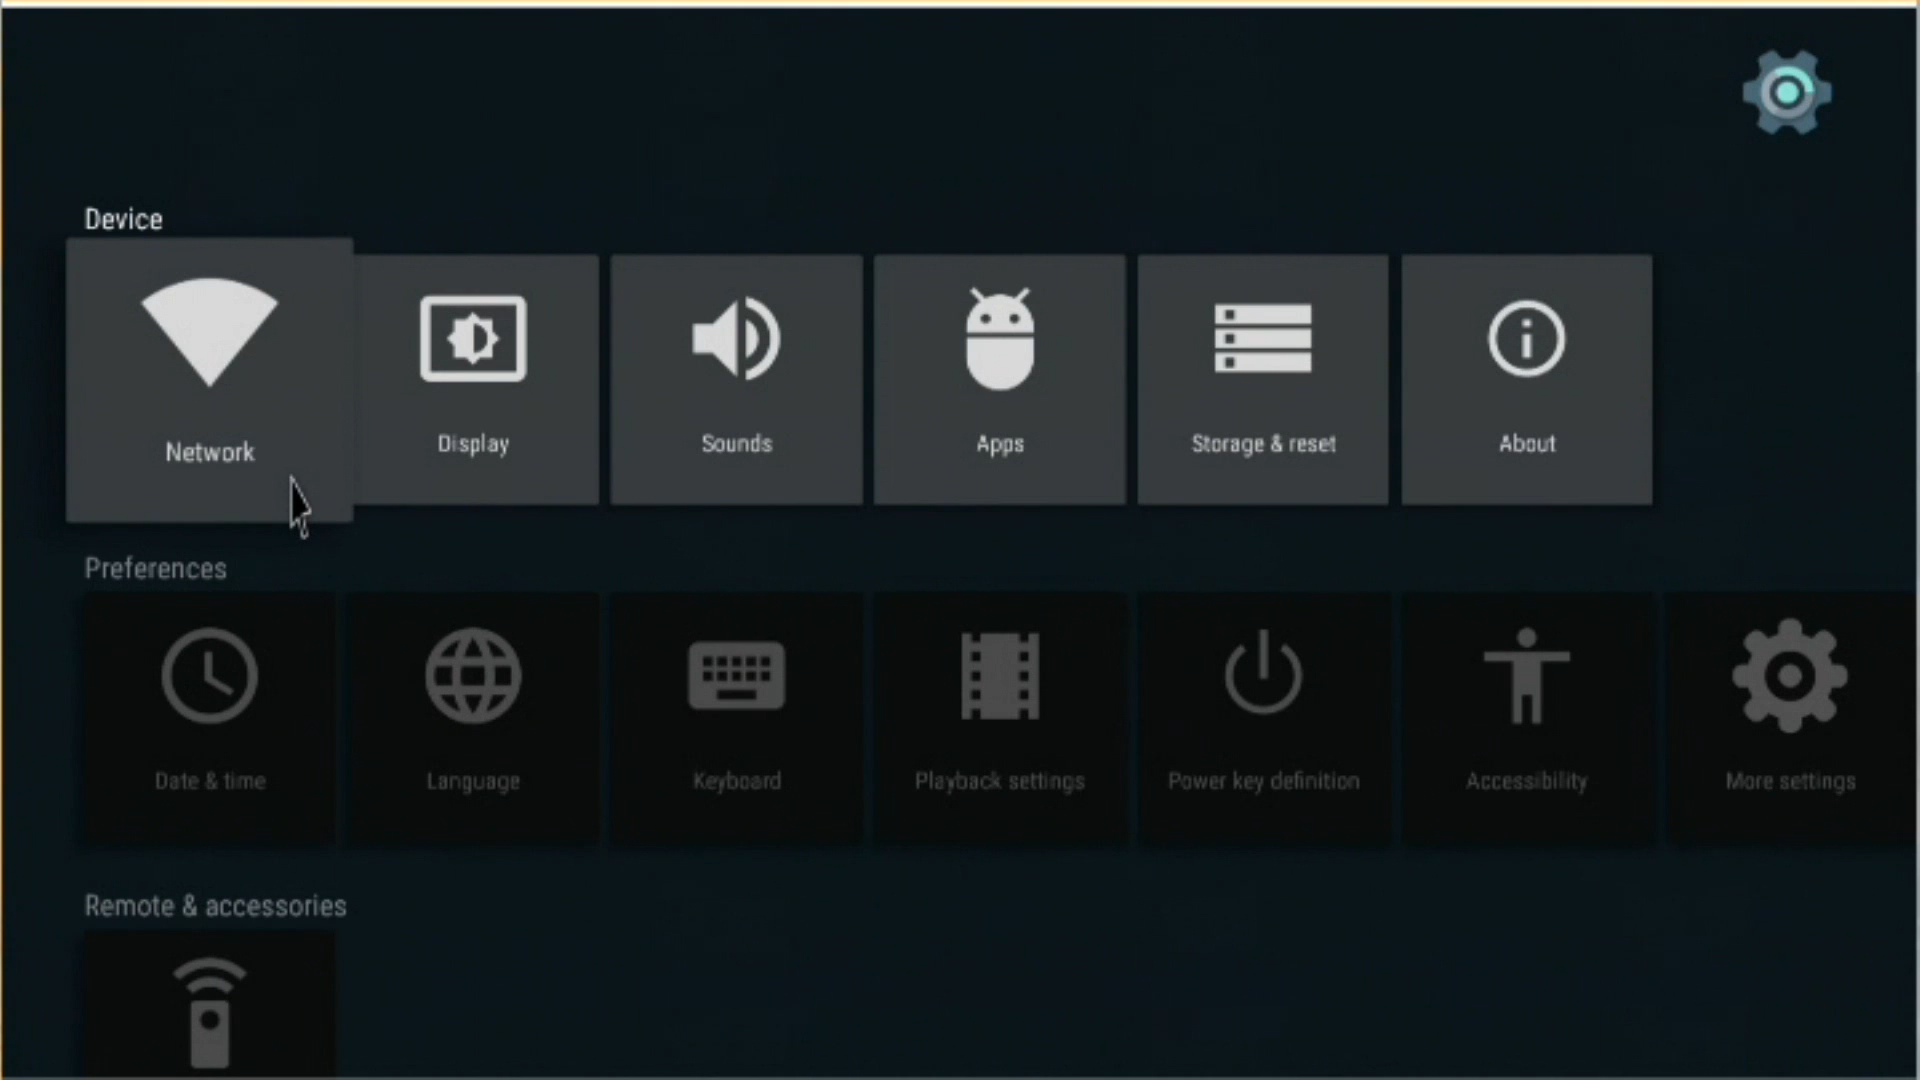 Device
Network
Display
Sounds
Apps
Storage & reset
About
Preferences
Date & time
Language
Keyboard
Playback settings
Power key definition
Accessibility
More settings
Remote & accessories